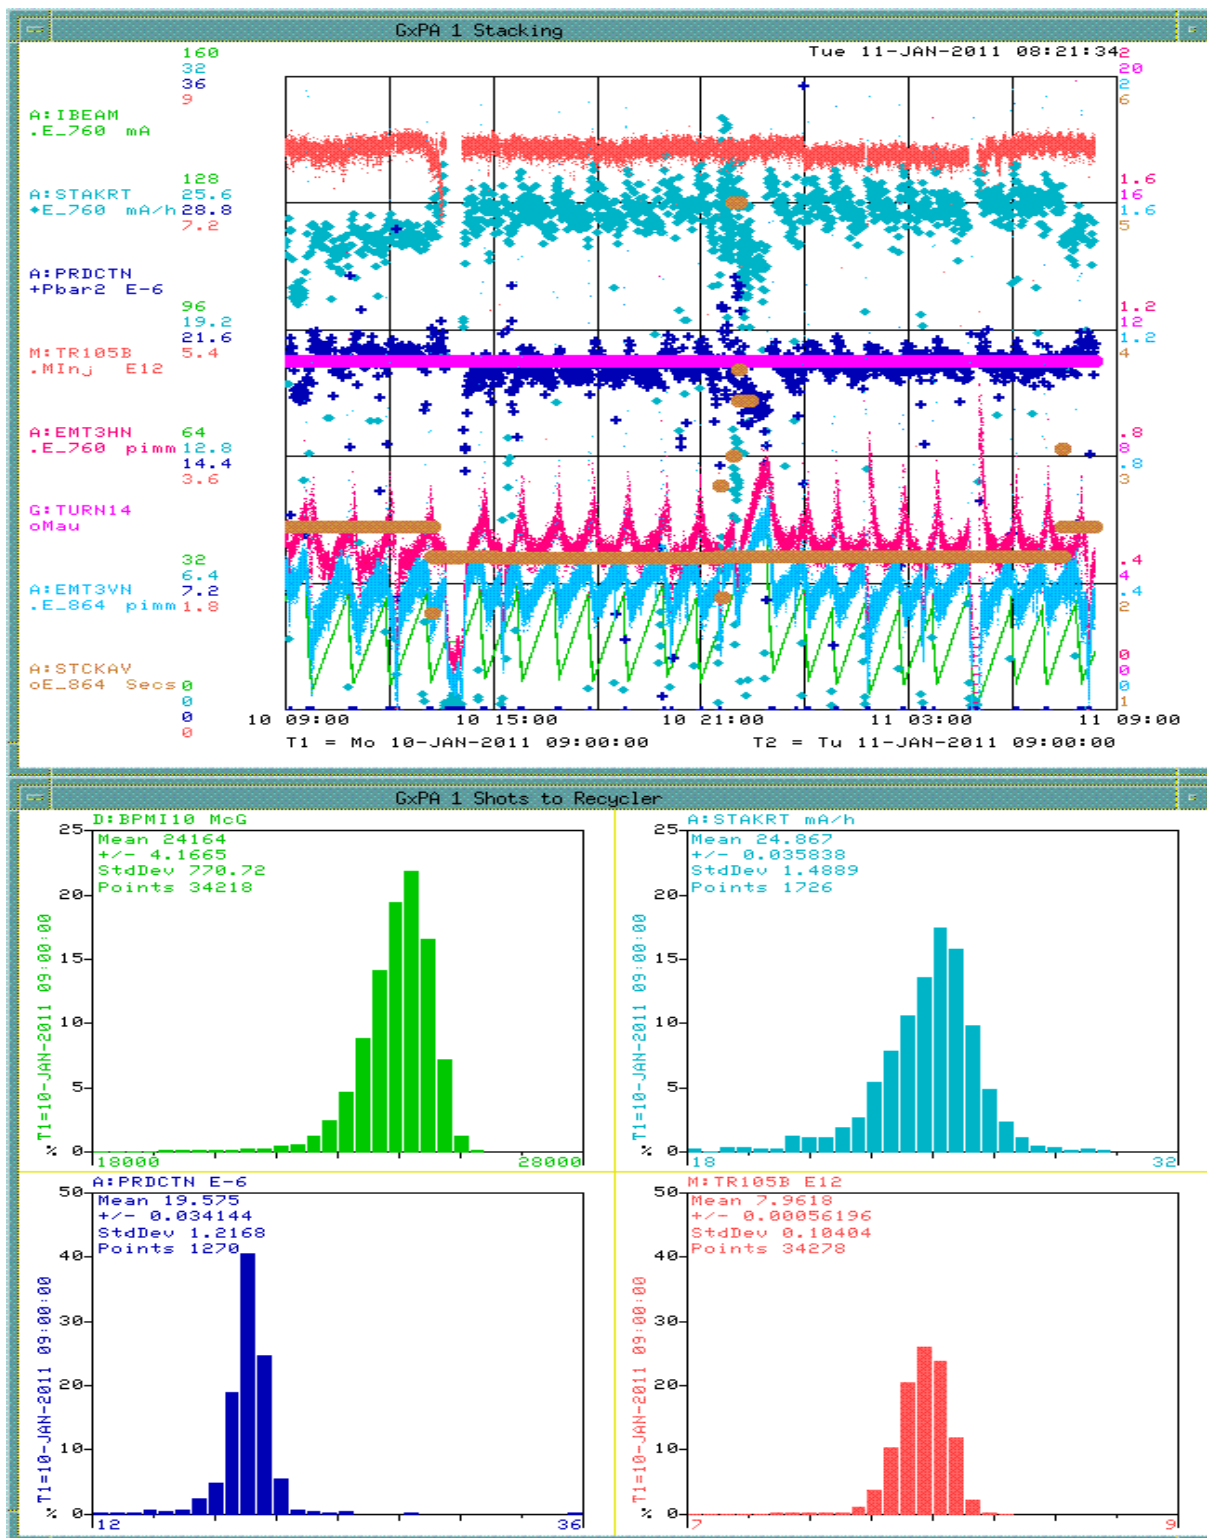 GxPA 1 Stacking
Tue 11-JAN-2011 08:21:34
160
32
36
9
2
20
2
6
A:IBEAM
.E_760 mA
128
25.6
28.8
7.2
1.6
16
1.6
5
A:STAKRT
♦E_760 mA/h
A:PRDCTN
+Pbar2 E-6
96
19.2
21.6
5.4
1.2
12
1.2
4
M:TR105B
.MInj E12
A:EMT3HN
.E_760 pimm
64
12.8
14.4
3.6
.8
8
.8
3
G:TURN14
oMau
32
6.4
7.2
1.8
.4
4
.4
2
A:EMT3VN
.E_864 pimm
A:STCKAV
oE_864 Secs
0
0
0
0
0
0
0
1
10 09:00 10 15:00 10 21:00 11 03:00 11 09:00
T1 = Mo 10-JAN-2011 09:00:00 T2 = Tu 11-JAN-2011 09:00:00
GxPA 1 Shots to Recycler
D:BPMI10 McG
Mean 24164
+/- 4.1665
StdDev 770.72
Points 34218
25
20
15
10
5
% 0
18000 28000
T1=10-JAN-2011 09:00:00
A:STAKRT mA/h
Mean 24.867
+/- 0.035838
StdDev 1.4889
Points 1726
25
20
15
10
5
% 0
18 32
T1=10-JAN-2011 09:00:00
A:PRDCTN E-6
Mean 19.575
+/- 0.034144
StdDev 1.2168
Points 1270
50
40
30
20
10
% 0
12 36
T1=10-JAN-2011 09:00:00
M:TR105B E12
Mean 7.9618
+/- 0.00056196
StdDev 0.10404
Points 34278
50
40
30
20
10
% 0
7 9
T1=10-JAN-2011 09:00:00